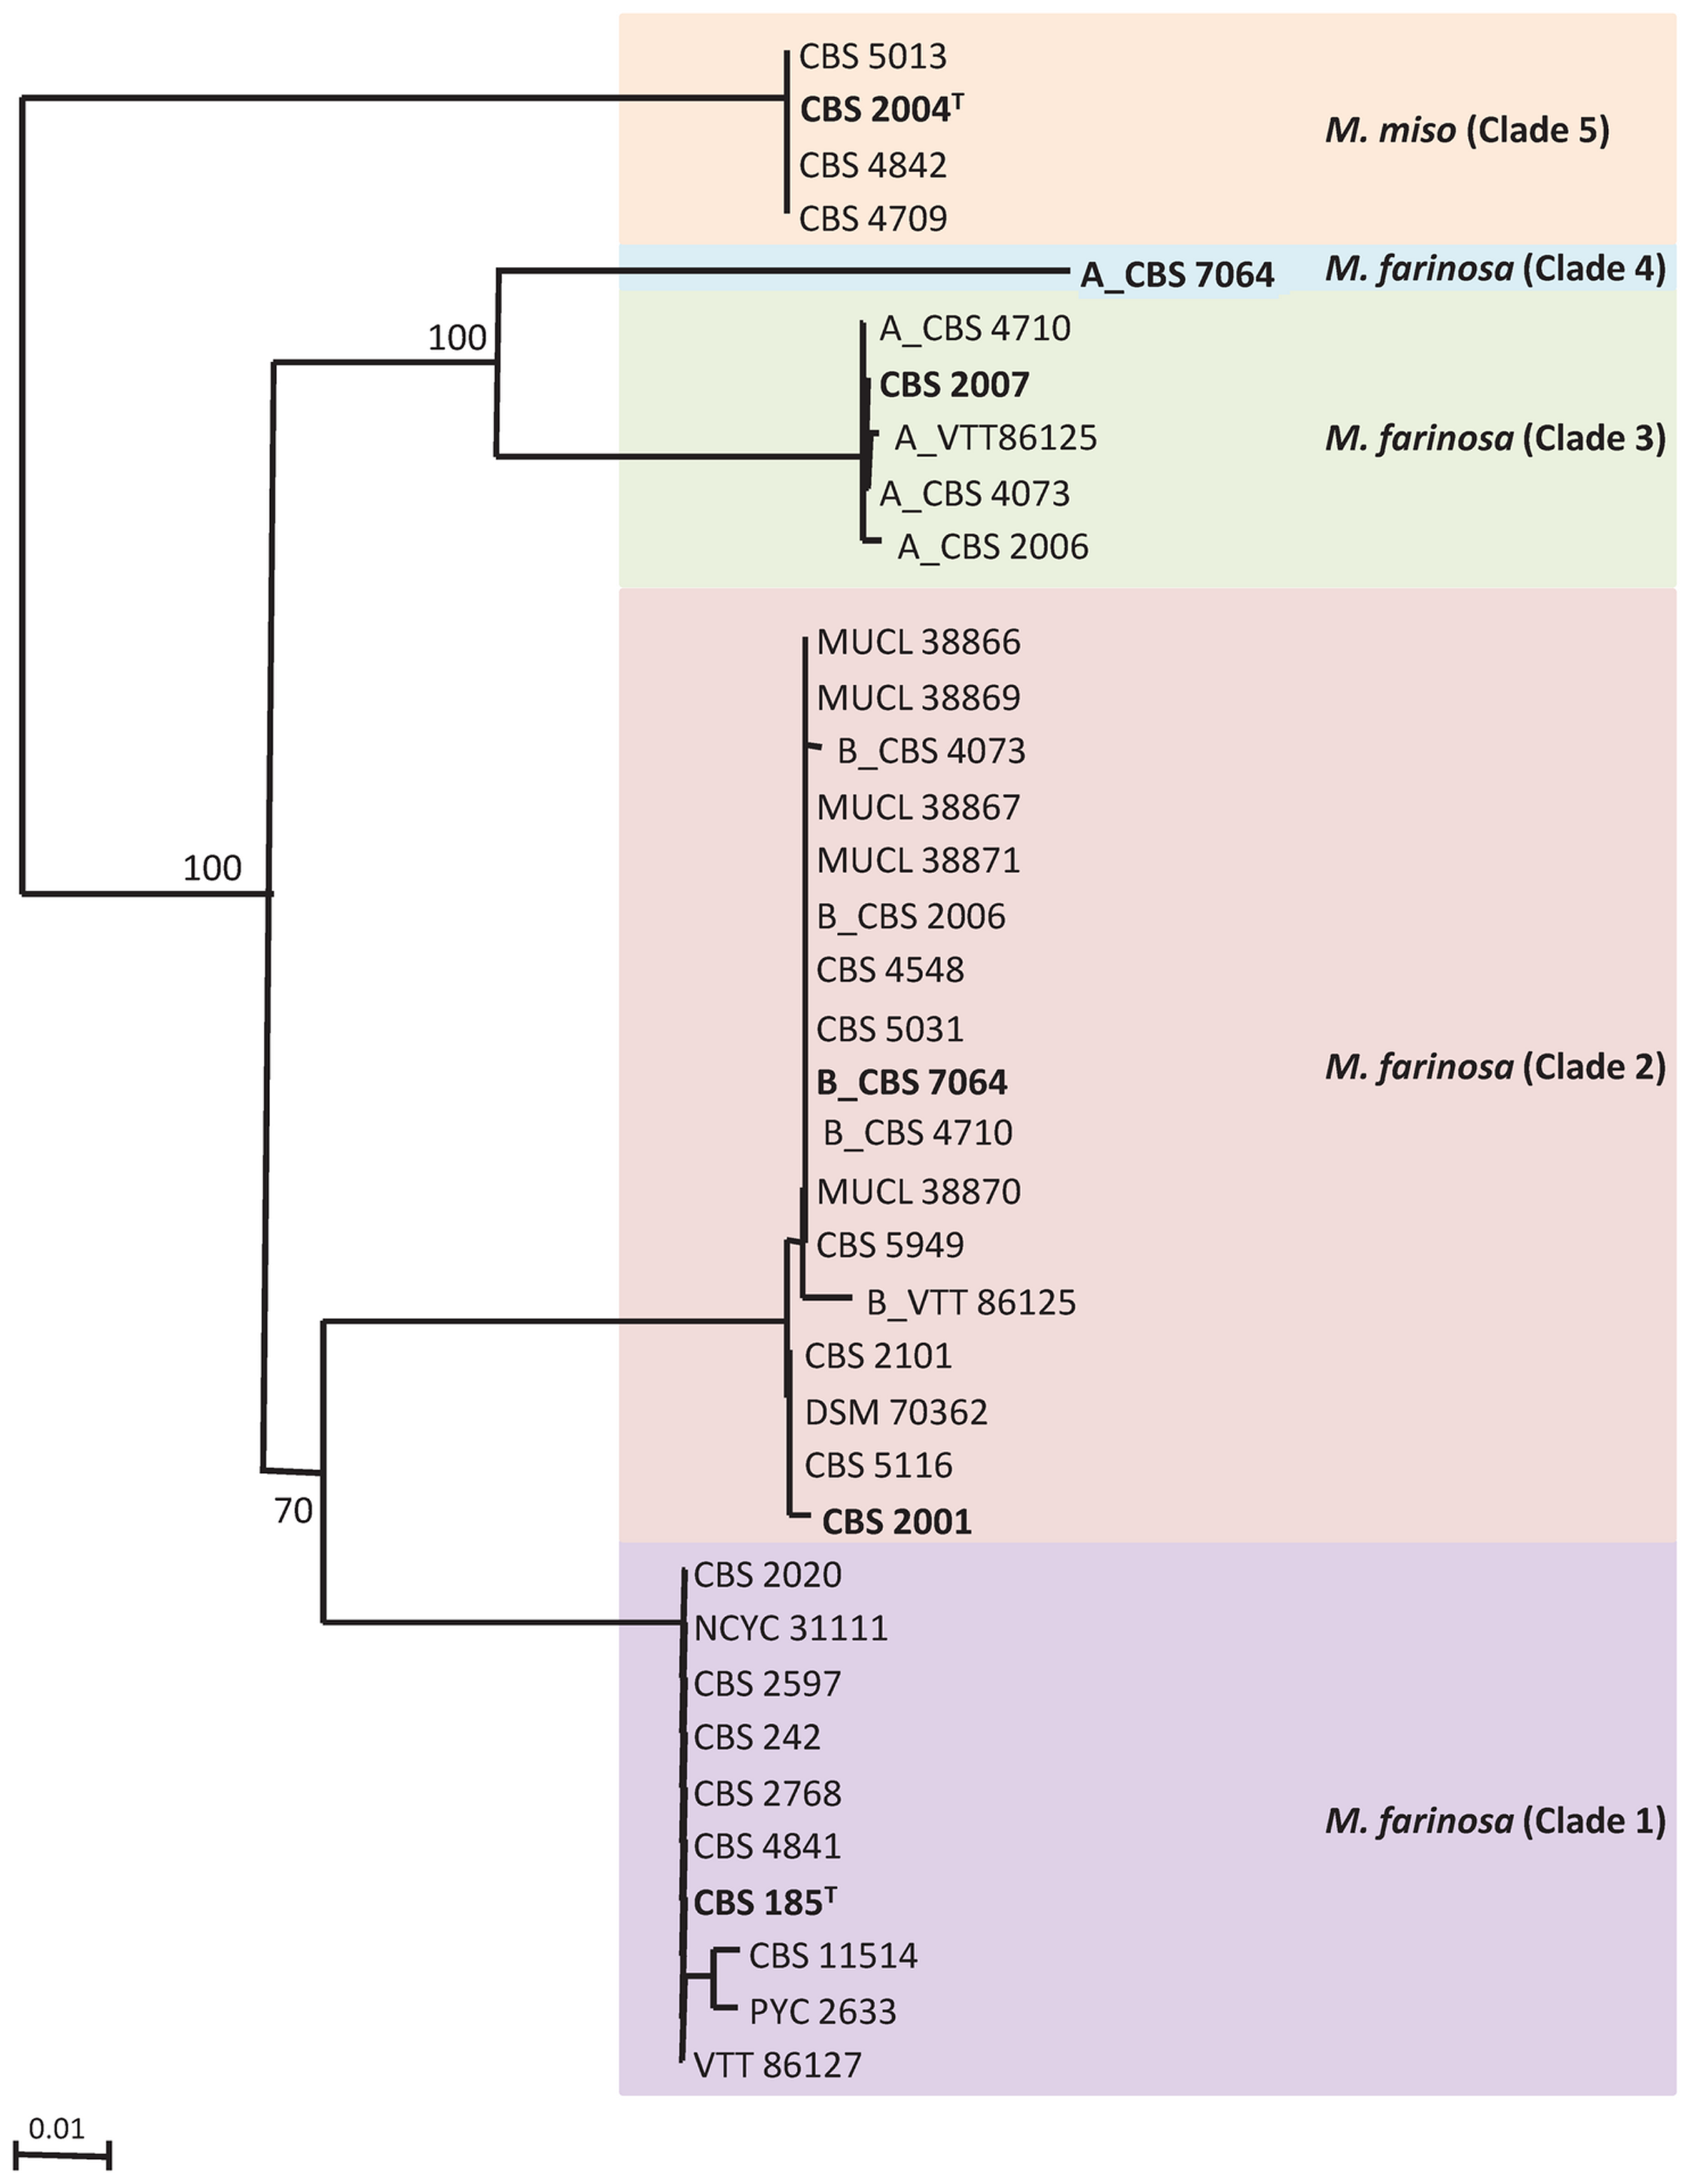 CBS 5013
CBS 2004ᵀ
M. miso (Clade 5)
CBS 4842
CBS 4709
A_CBS 7064
M. farinosa (Clade 4)
100
A_CBS 4710
CBS 2007
A_VTT86125
M. farinosa (Clade 3)
A_CBS 4073
A_CBS 2006
MUCL 38866
MUCL 38869
B_CBS 4073
MUCL 38867
MUCL 38871
100
B_CBS 2006
CBS 4548
CBS 5031
B_CBS 7064
M. farinosa (Clade 2)
B_CBS 4710
MUCL 38870
CBS 5949
B_VTT 86125
CBS 2101
DSM 70362
CBS 5116
70
CBS 2001
CBS 2020
NCYC 31111
CBS 2597
CBS 242
CBS 2768
M. farinosa (Clade 1)
CBS 4841
CBS 185ᵀ
CBS 11514
PYC 2633
VTT 86127
0.01